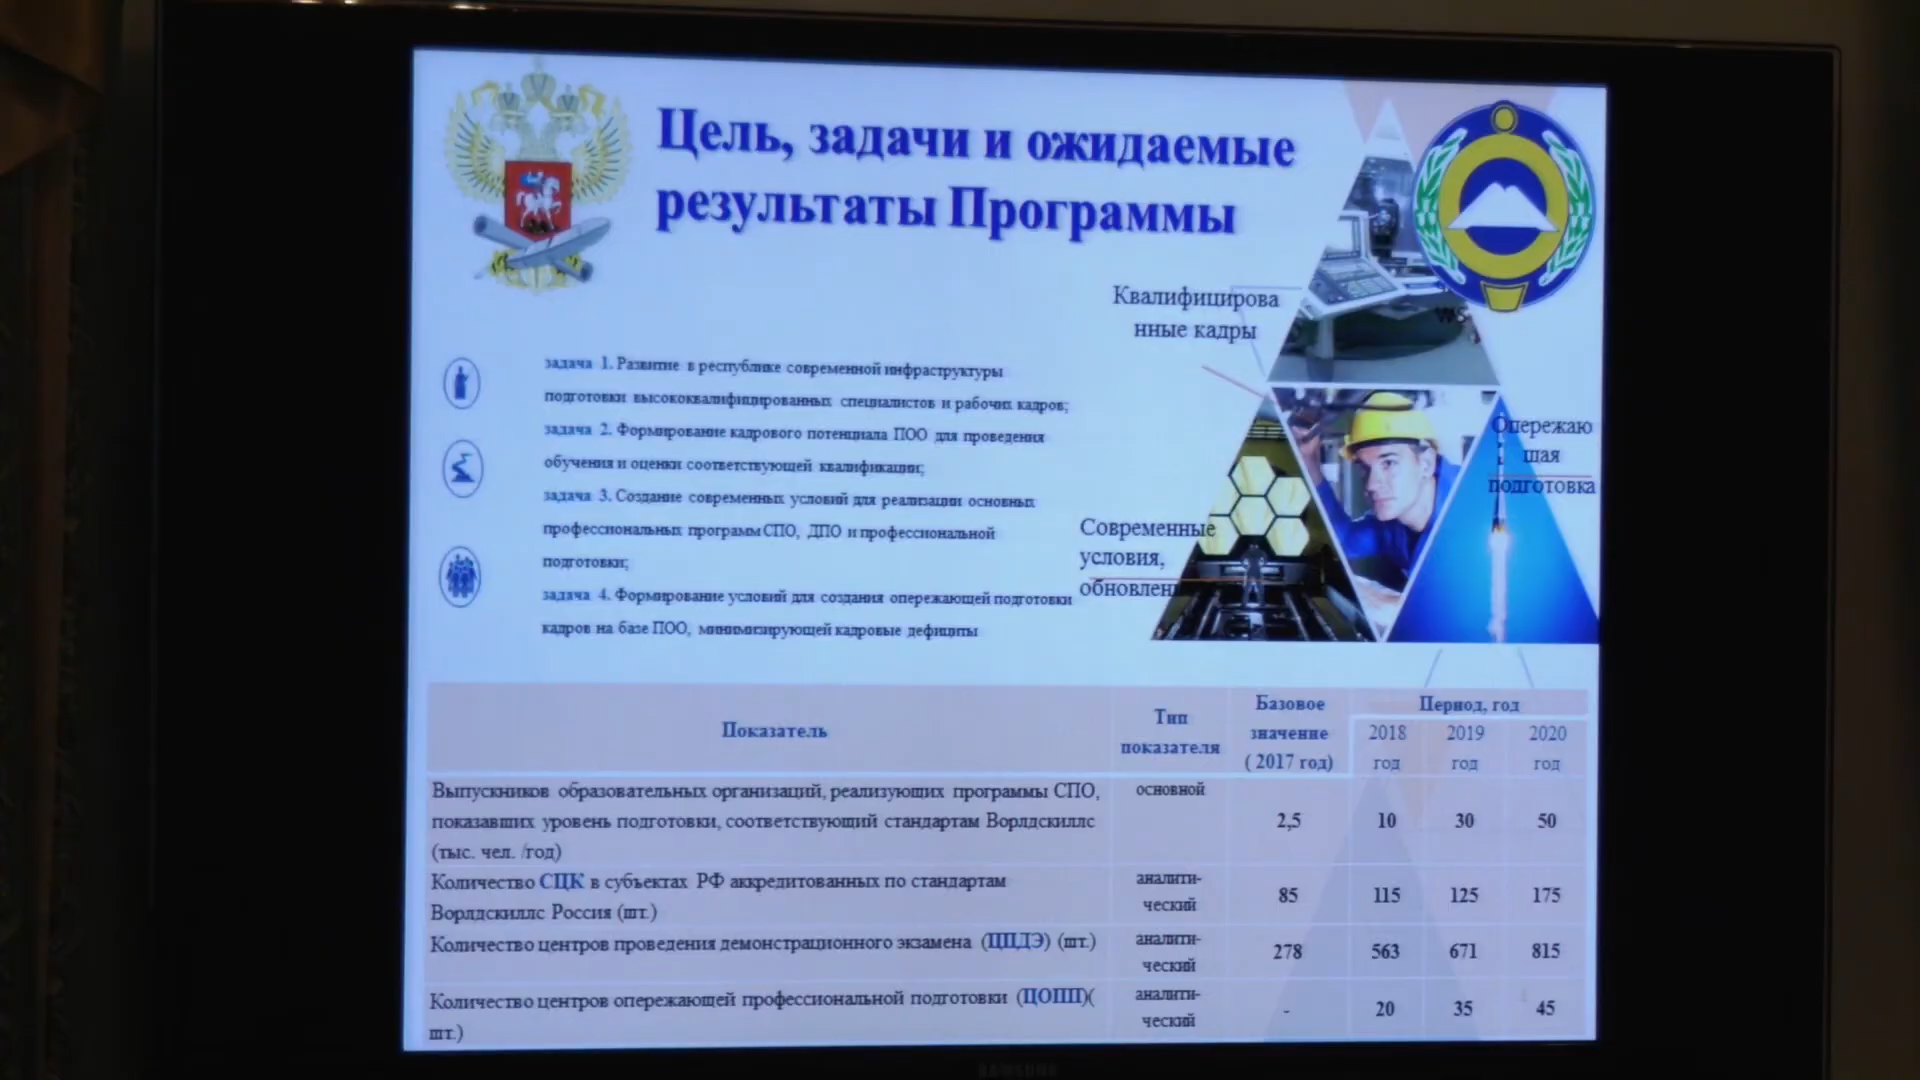 Цель, задачи и ожидаемые
результаты Программы
Квалифицирова
нные кадры
задача 1. Развитие в республике современной инфраструктуры
подготовки высококвалифицированных специалистов и рабочих кадров;
задача 2. Формирование кадрового потенциала ПОО для проведения
обучения и оценки соответствующей квалификации;
задача 3. Создание современных условий для реализации основных
профессиональных программ СПО, ДПО и профессиональной
подготовки;
задача 4. Формирование условий для создания опережающей подготовки
кадров на базе ПОО, минимизирующей кадровые дефициты
Опережаю
щая
подготовка
Современные
условия,
обновлен
Показатель
Тип
показателя
Базовое
значение
( 2017 год)
Период, год
2018
год
2019
год
2020
год
Выпускников образовательных организаций, реализующих программы СПО,
показавших уровень подготовки, соответствующий стандартам Ворлдскиллс
(тыс. чел. /год)
основной
2,5
10
30
50
Количество СЦК в субъектах РФ аккредитованных по стандартам
Ворлдскиллс Россия (шт.)
аналити-
ческий
85
115
125
175
Количество центров проведения демонстрационного экзамена (ЦПДЭ) (шт.)
аналити-
ческий
278
563
671
815
Количество центров опережающей профессиональной подготовки (ЦОПП)(
шт.)
аналити-
ческий
-
20
35
45
SAMSUNG